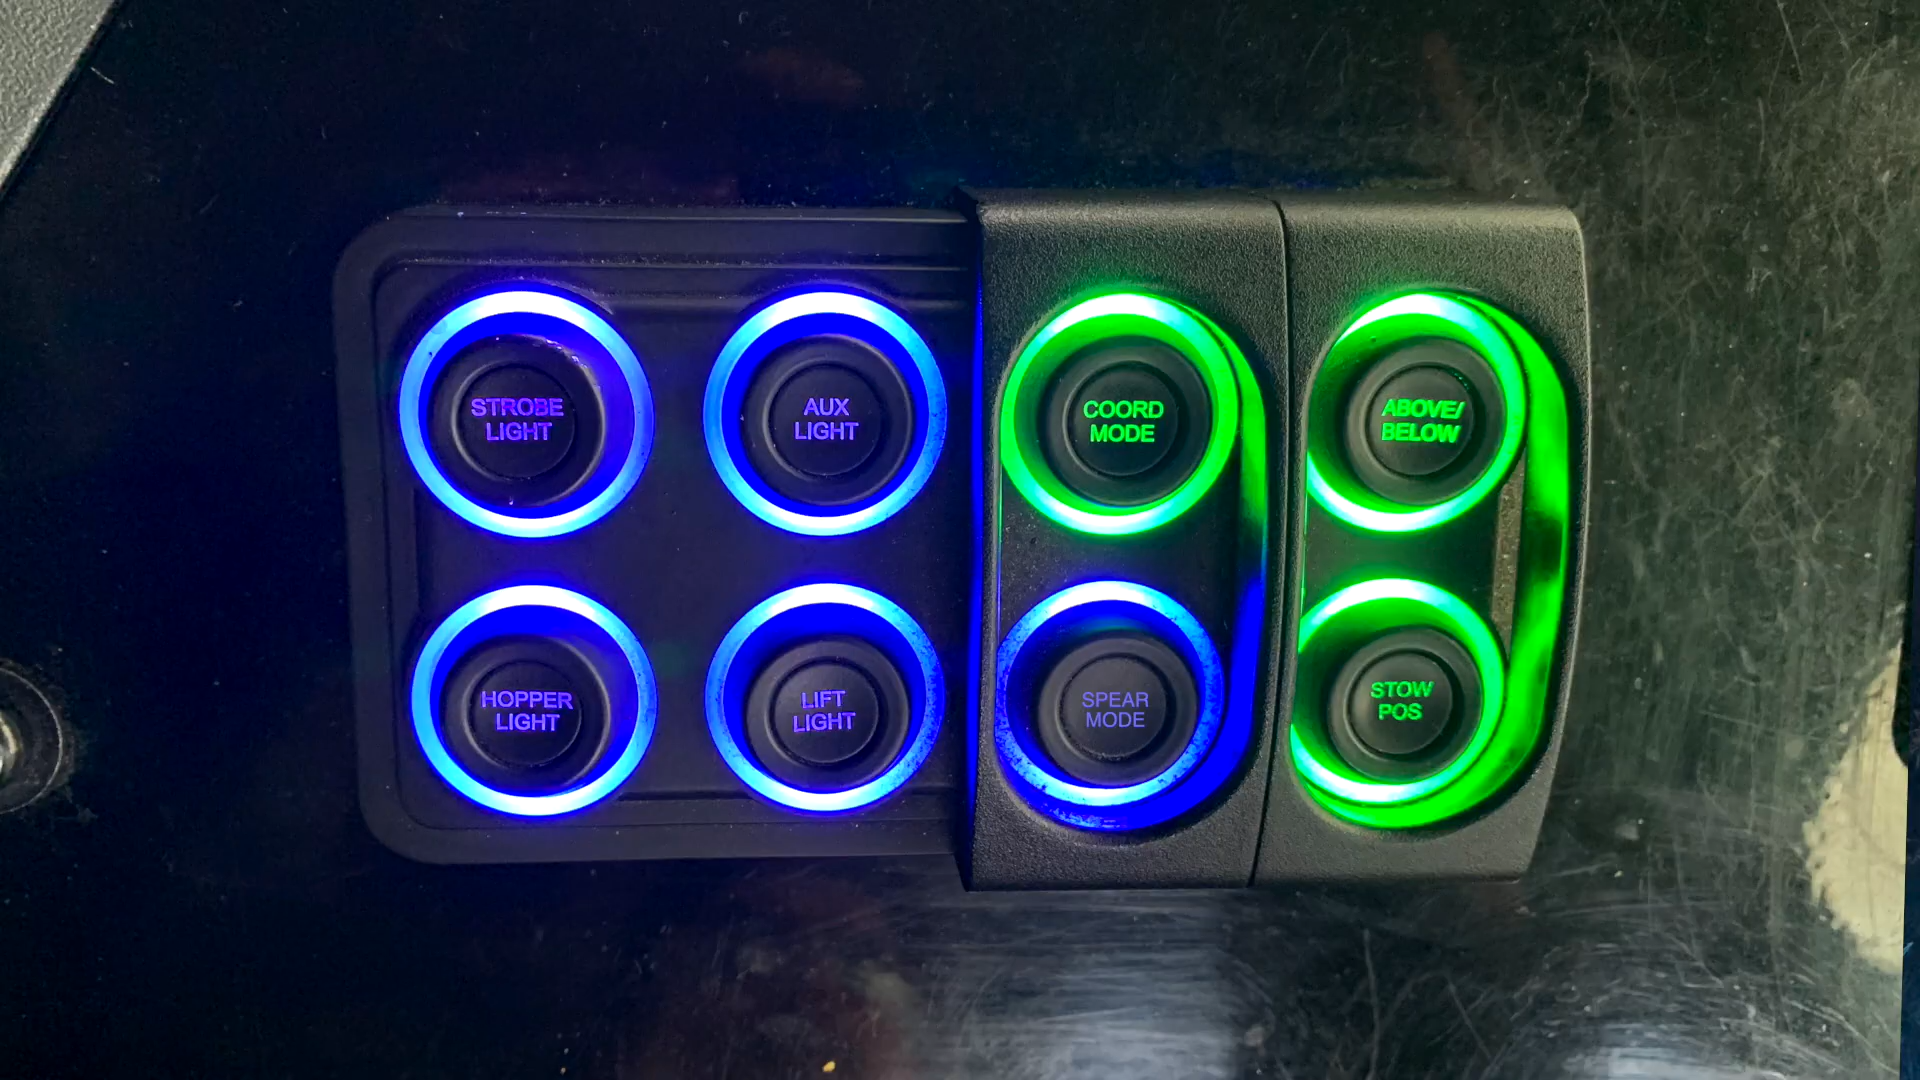 STROBE
LIGHT
AUX
LIGHT
COORD
MODE
ABOVE/
BELOW
HOPPER
LIGHT
LIFT
LIGHT
SPEAR
MODE
STOW
POS